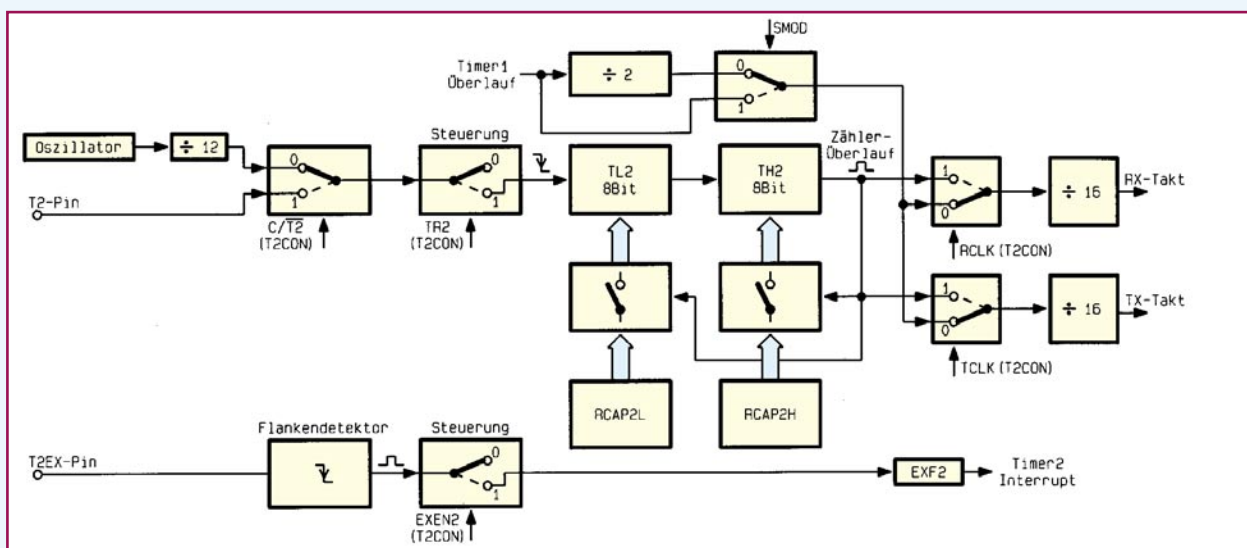 SMOD
Timer1
Überlauf
÷ 2
0
1
Oszillator
÷ 12
T2-Pin
0
1
C/T̅2̅
(T2CON)
Steuerung
0
1
TR2
(T2CON)
TL2
8Bit
TH2
8Bit
Zähler-
Überlauf
1
0
RCLK (T2CON)
÷ 16
RX-Takt
1
0
TCLK (T2CON)
÷ 16
TX-Takt
RCAP2L
RCAP2H
T2EX-Pin
Flankendetektor
Steuerung
0
1
EXEN2
(T2CON)
EXF2
Timer2
Interrupt